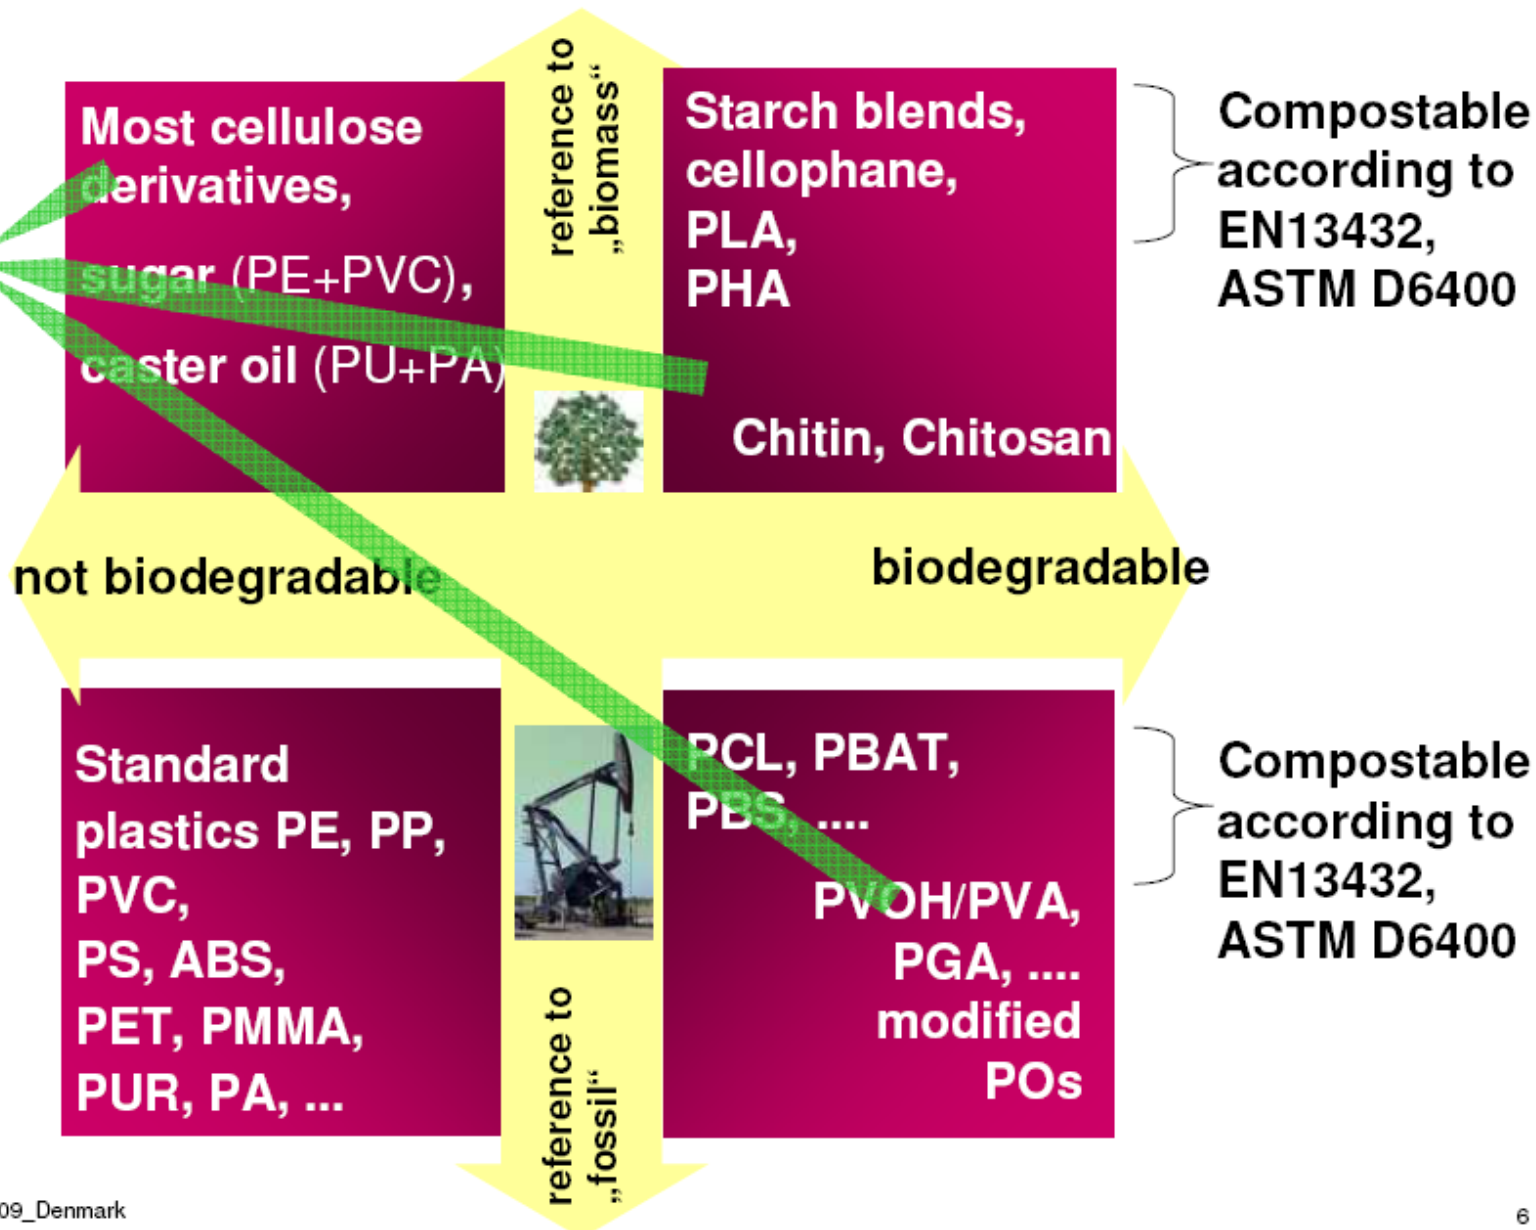 Most cellulose
derivatives,
sugar (PE+PVC),
caster oil (PU+PA)
reference to
„biomass“
Starch blends,
cellophane,
PLA,
PHA
Chitin, Chitosan
Compostable
according to
EN13432,
ASTM D6400
not biodegradable
biodegradable
Standard
plastics PE, PP,
PVC,
PS, ABS,
PET, PMMA,
PUR, PA, ...
reference to
„fossil“
PCL, PBAT,
PBS, ....
PVOH/PVA,
PGA, ....
modified
POs
Compostable
according to
EN13432,
ASTM D6400
09_Denmark
6